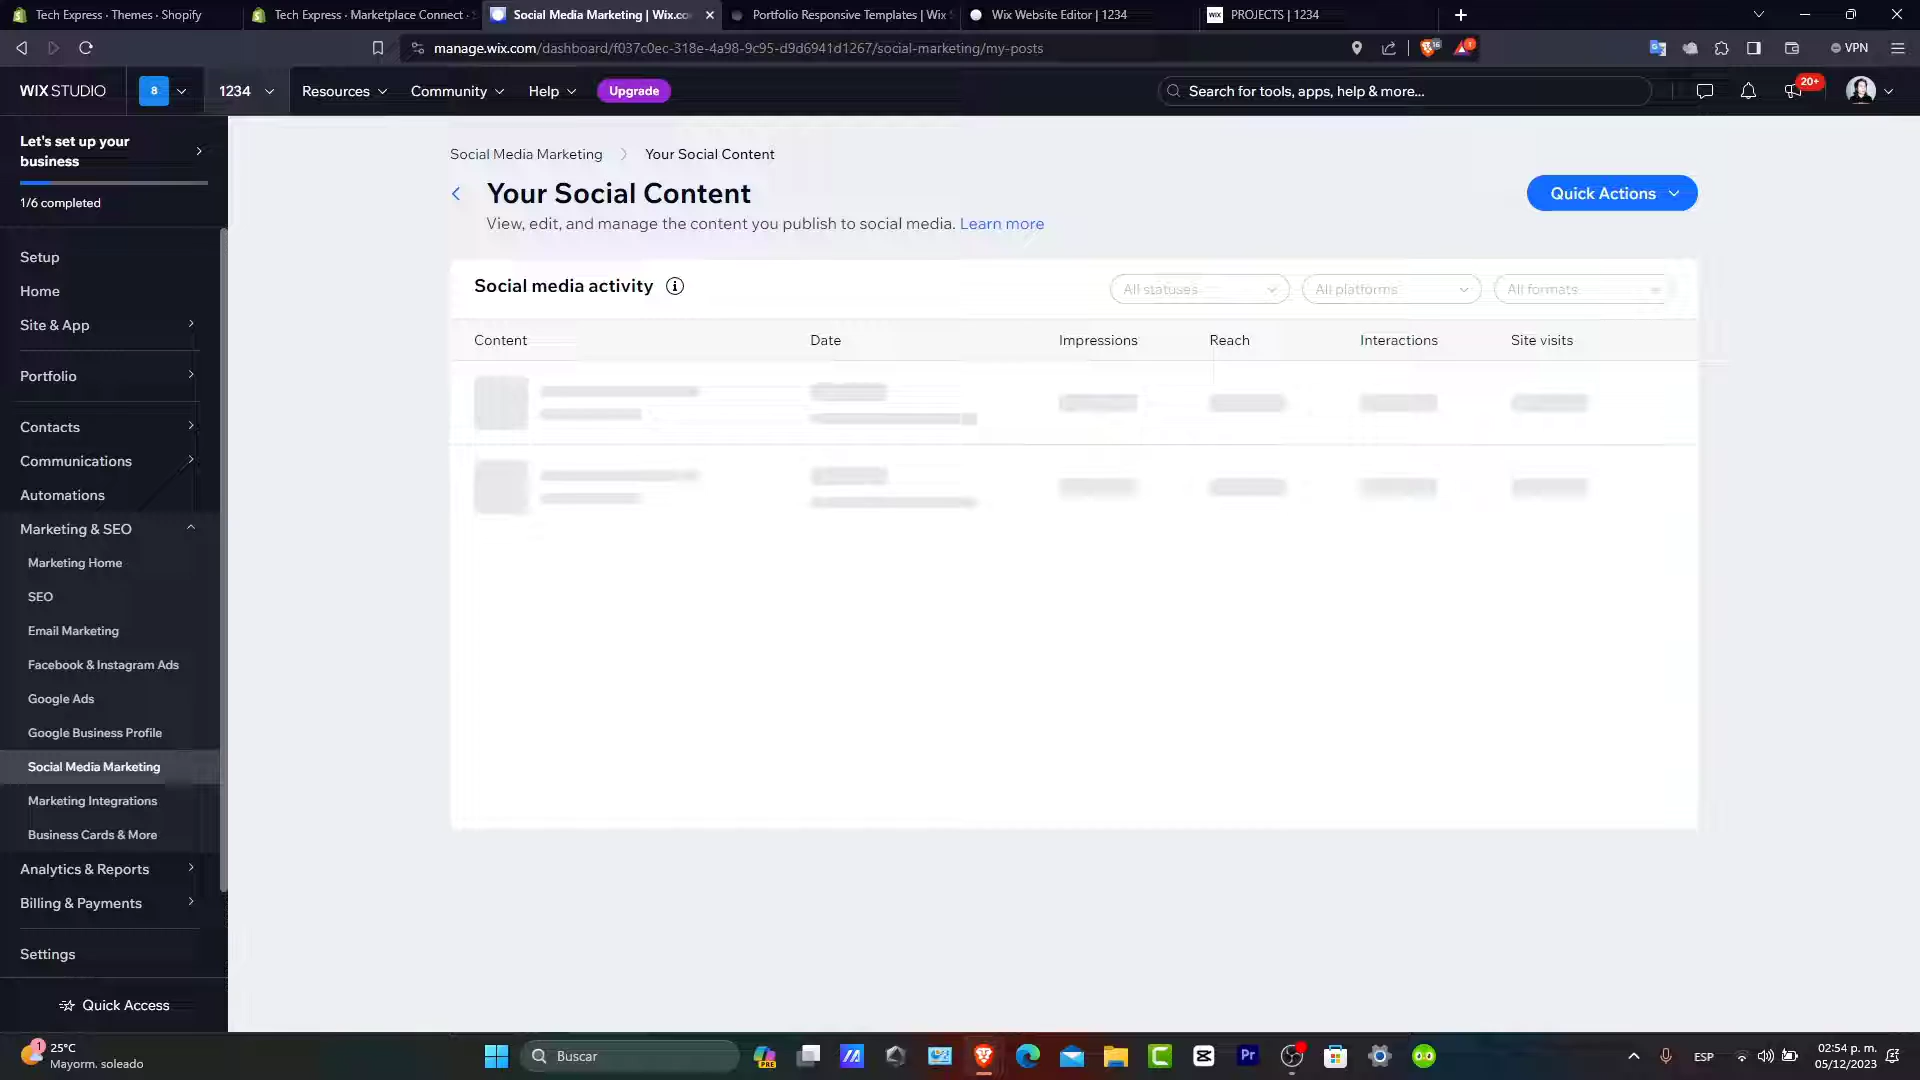 Tech Express · Themes · Shopify
Tech Express · Marketplace Connect ·
Social Media Marketing | Wix.co
Portfolio Responsive Templates | Wix
Wix Website Editor | 1234
WIX
PROJECTS | 1234
manage.wix.com/dashboard/f037c0ec-318e-4a98-9c95-d9d6941d1267/social-marketing/my-posts
16
1
VPN
WIX STUDIO
8
1234
Resources
Community
Help
Upgrade
Search for tools, apps, help & more...
20+
Let's set up your
business
1/6 completed
Setup
Home
Site & App
Portfolio
Contacts
Communications
Automations
Marketing & SEO
Marketing Home
SEO
Email Marketing
Facebook & Instagram Ads
Google Ads
Google Business Profile
Social Media Marketing
Marketing Integrations
Business Cards & More
Analytics & Reports
Billing & Payments
Settings
Quick Access
Social Media Marketing
Your Social Content
Your Social Content
View, edit, and manage the content you publish to social media. Learn more
Quick Actions
Social media activity
All statuses
All platforms
All formats
Content
Date
Impressions
Reach
Interactions
Site visits
1
25°C
Mayorm. soleado
Buscar
PRE
Pr
ESP
02:54 p. m.
05/12/2023